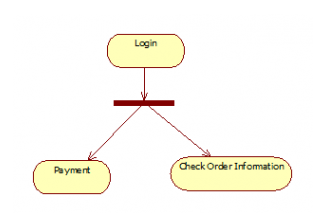 Login
Payment
Check Order Information